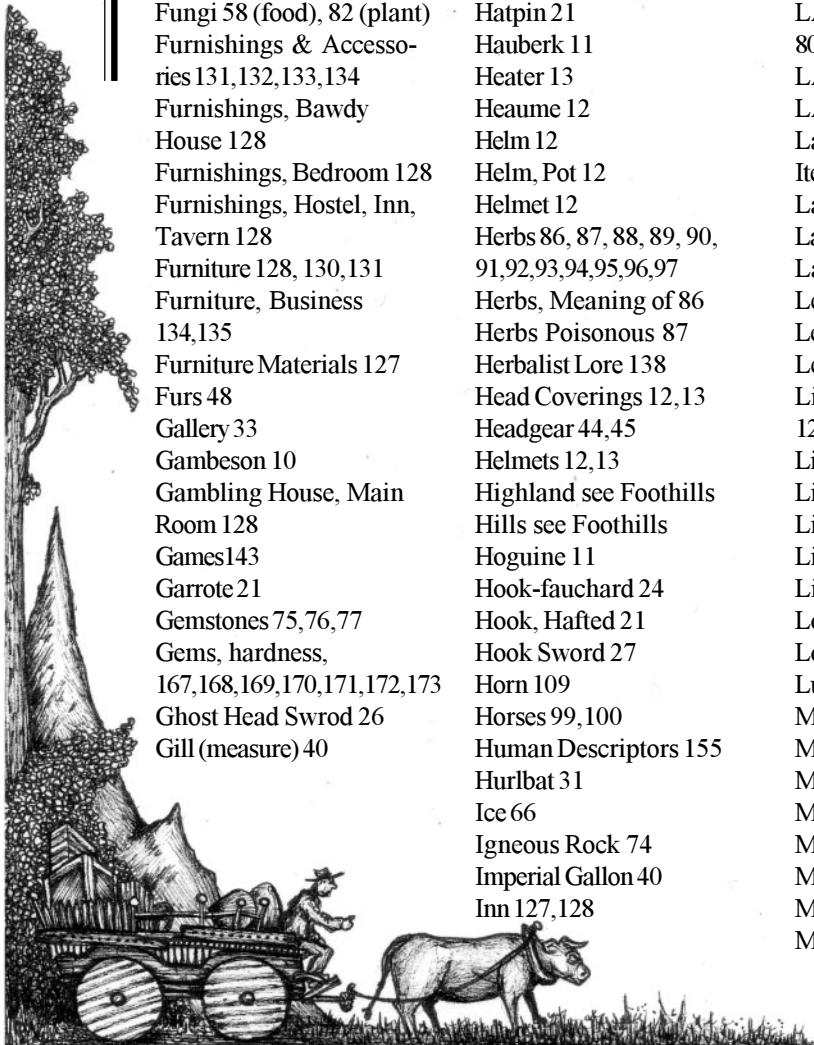 Fungi 58 (food), 82 (plant)
Furnishings & Accesso-
ries 131,132,133,134
Furnishings, Bawdy
House 128
Furnishings, Bedroom 128
Furnishings, Hostel, Inn,
Tavern 128
Furniture 128, 130,131
Furniture, Business
134,135
Furniture Materials 127
Furs 48
Gallery 33
Gambeson 10
Gambling House, Main
Room 128
Games143
Garrote 21
Gemstones 75,76,77
Gems, hardness,
167,168,169,170,171,172,173
Ghost Head Swrod 26
Gill (measure) 40
Hatpin 21
Hauberk 11
Heater 13
Heaume 12
Helm 12
Helm, Pot 12
Helmet 12
Herbs 86, 87, 88, 89, 90,
91,92,93,94,95,96,97
Herbs, Meaning of 86
Herbs Poisonous 87
Herbalist Lore 138
Head Coverings 12,13
Headgear 44,45
Helmets 12,13
Highland see Foothills
Hills see Foothills
Hoguine 11
Hook-fauchard 24
Hook, Hafted 21
Hook Sword 27
Horn 109
Horses 99,100
Human Descriptors 155
Hurlbat 31
Ice 66
Igneous Rock 74
Imperial Gallon 40
Inn 127,128